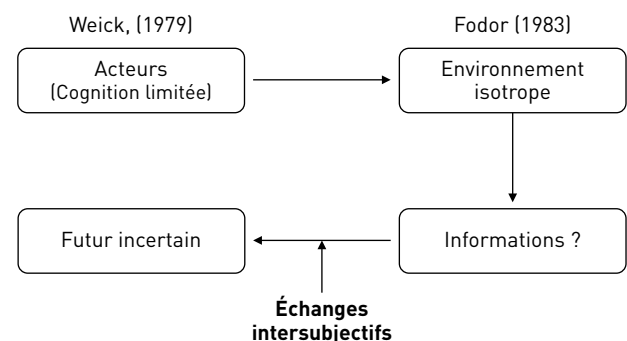 Weick, (1979)
Fodor (1983)
Acteurs
(Cognition limitée)
Environnement
isotrope
Futur incertain
Informations ?
Échanges
intersubjectifs